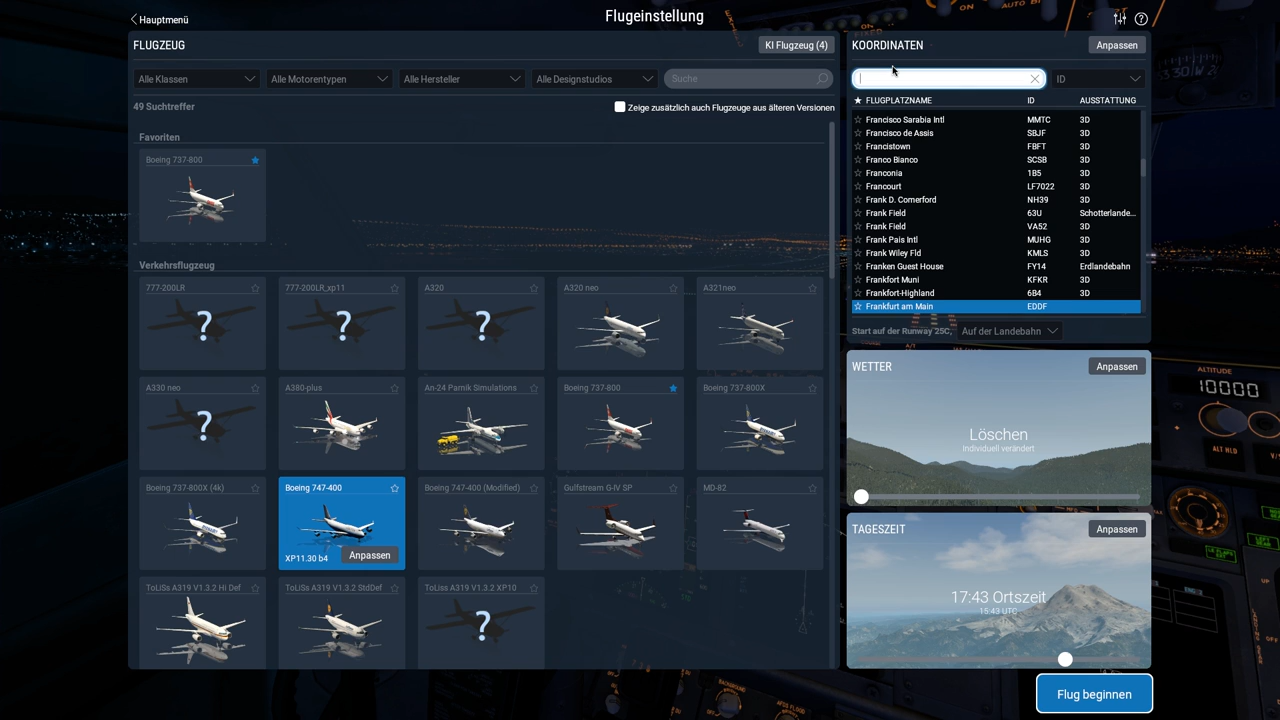 Hauptmenü
Flugeinstellung
FLUGZEUG
KI Flugzeug (4)
Alle Klassen
Alle Motorentypen
Alle Hersteller
Alle Designstudios
Suche
49 Suchtreffer
Zeige zusätzlich auch Flugzeuge aus älteren Versionen
Favoriten
Boeing 737-800
Verkehrsflugzeug
777-200LR
777-200LR_xp11
A320
A320 neo
A321neo
A330 neo
A380-plus
An-24 Parnik Simulations
Boeing 737-800
Boeing 737-800X
Boeing 737-800X (4k)
Boeing 747-400
XP11.30 b4
Anpassen
Boeing 747-400 (Modified)
Gulfstream G-IV SP
MD-82
ToLiSs A319 V1.3.2 Hi Def
ToLiSs A319 V1.3.2 StdDef
ToLiss A319 V1.3.2 XP10
KOORDINATEN
Anpassen
ID
FLUGPLATZNAME ID AUSSTATTUNG
Francisco Sarabia Intl MMTC 3D
Francisco de Assis SBJF 3D
Francistown FBFT 3D
Franco Bianco SCSB 3D
Franconia 1B5 3D
Francourt LF7022 3D
Frank D. Comerford NH39 3D
Frank Field 63U Schotterlande...
Frank Field VA52 3D
Frank Pais Intl MUHG 3D
Frank Wiley Fld KMLS 3D
Franken Guest House FY14 Erdlandebahn
Frankfort Muni KFKR 3D
Frankfort-Highland 6B4 3D
Frankfurt am Main EDDF
Start auf der Runway 25C,
Auf der Landebahn
WETTER
Anpassen
Löschen
Individuell verändert
TAGESZEIT
Anpassen
17:43 Ortszeit
15:43 UTC
Flug beginnen
ALTITUDE
10000
ALT HLD